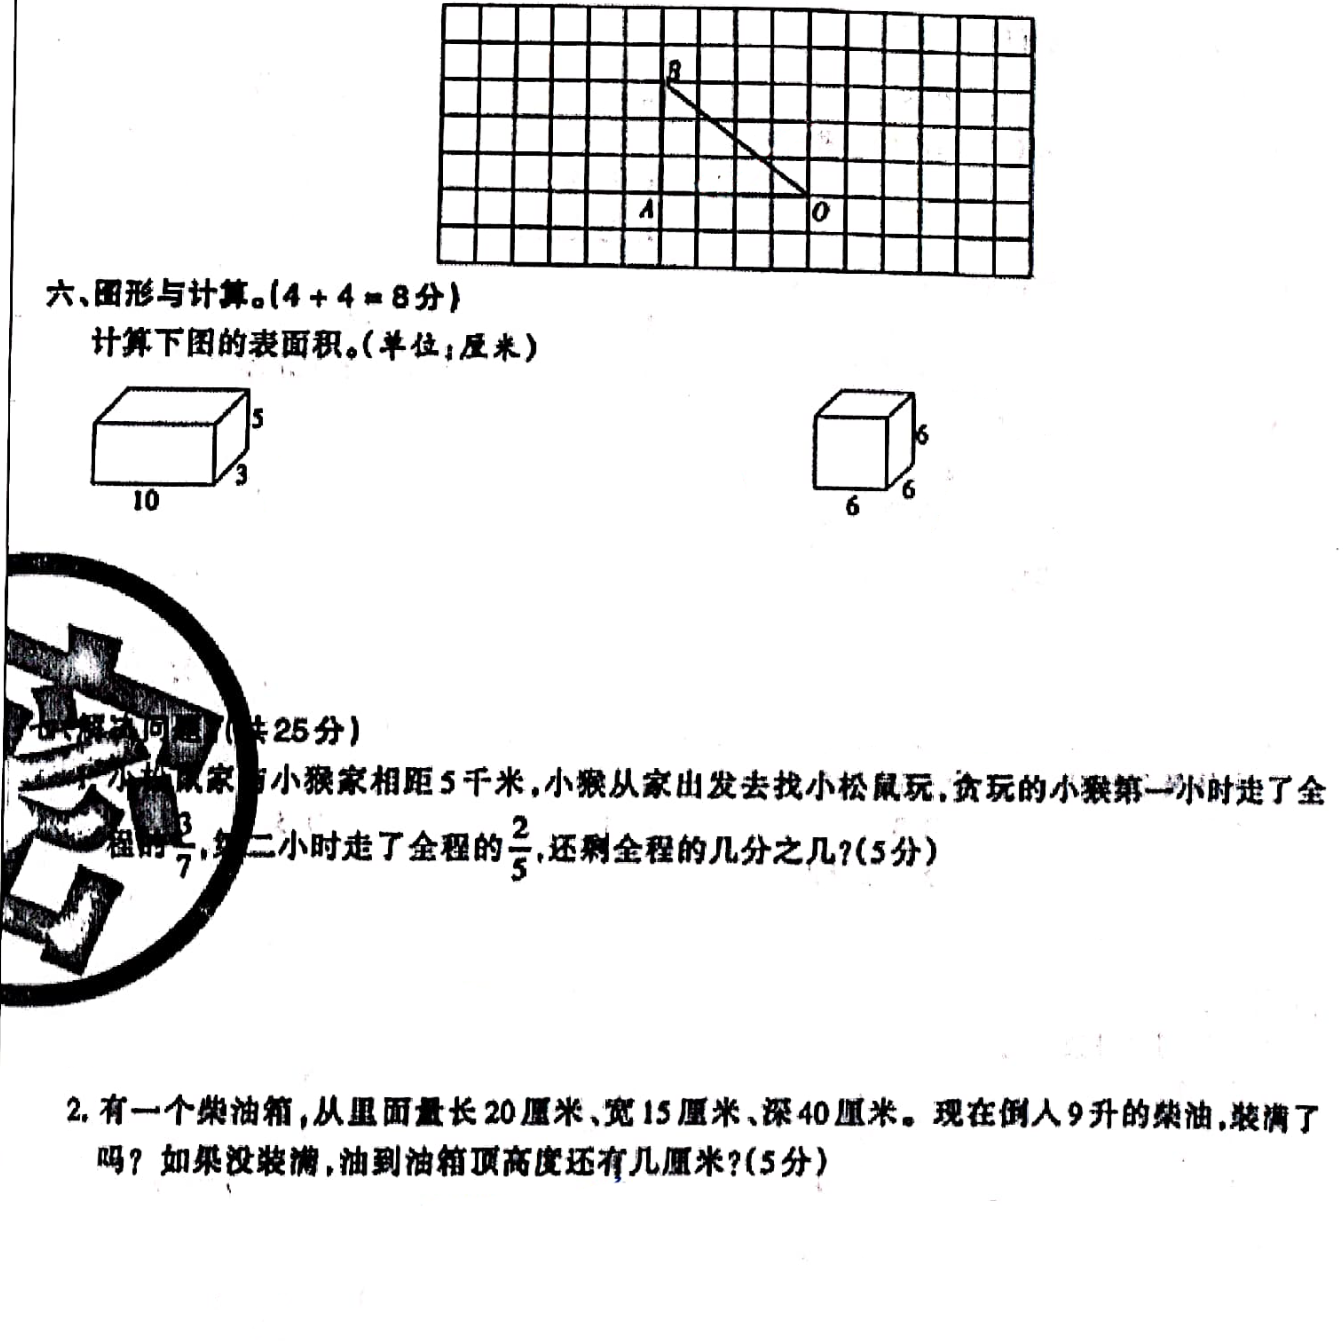 B
A
O
六、图形与计算。(4+4=8分)
计算下图的表面积。(单位:厘米)
5
3
10
6
6
6
七、解决问题。(共25分)
小松鼠家与小猴家相距5千米,小猴从家出发去找小松鼠玩,贪玩的小猴第一小时走了全
程的3/7,第二小时走了全程的2/5,还剩全程的几分之几?(5分)
2. 有一个柴油箱,从里面量长20厘米、宽15厘米、深40厘米。现在倒入9升的柴油,装满了
吗?如果没装满,油到油箱顶高度还有几厘米?(5分)